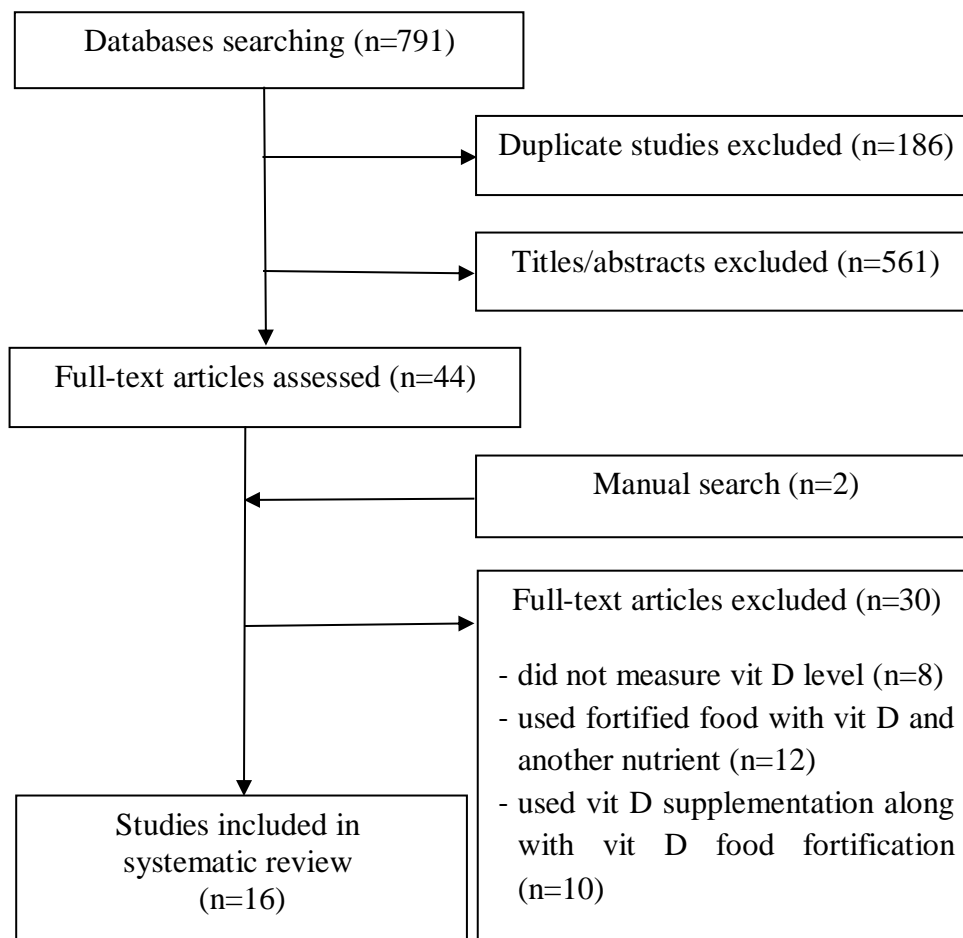 Databases searching (n=791)
Duplicate studies excluded (n=186)
Titles/abstracts excluded (n=561)
Full-text articles assessed (n=44)
Manual search (n=2)
Full-text articles excluded (n=30)
- did not measure vit D level (n=8)
- used fortified food with vit D and
another nutrient (n=12)
- used vit D supplementation along
with vit D food fortification
(n=10)
Studies included in
systematic review
(n=16)